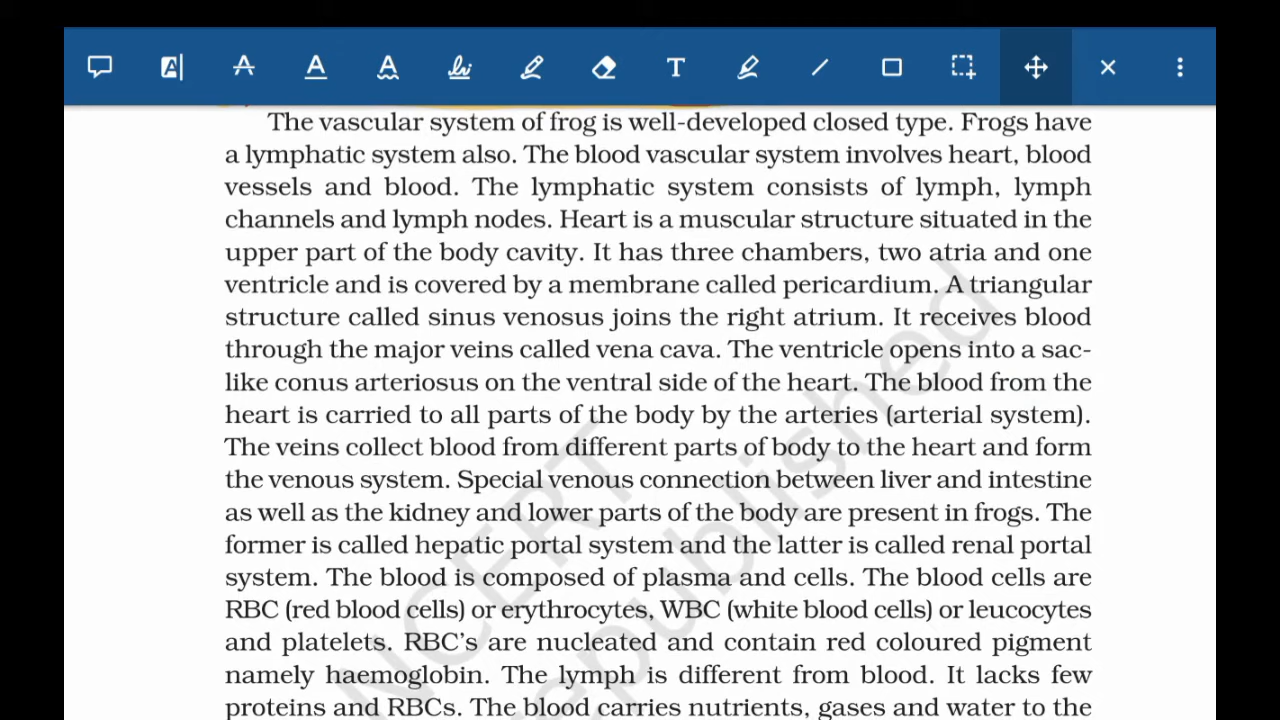 The vascular system of frog is well-developed closed type. Frogs have
a lymphatic system also. The blood vascular system involves heart, blood
vessels and blood. The lymphatic system consists of lymph, lymph
channels and lymph nodes. Heart is a muscular structure situated in the
upper part of the body cavity. It has three chambers, two atria and one
ventricle and is covered by a membrane called pericardium. A triangular
structure called sinus venosus joins the right atrium. It receives blood
through the major veins called vena cava. The ventricle opens into a sac-
like conus arteriosus on the ventral side of the heart. The blood from the
heart is carried to all parts of the body by the arteries (arterial system).
The veins collect blood from different parts of body to the heart and form
the venous system. Special venous connection between liver and intestine
as well as the kidney and lower parts of the body are present in frogs. The
former is called hepatic portal system and the latter is called renal portal
system. The blood is composed of plasma and cells. The blood cells are
RBC (red blood cells) or erythrocytes, WBC (white blood cells) or leucocytes
and platelets. RBC’s are nucleated and contain red coloured pigment
namely haemoglobin. The lymph is different from blood. It lacks few
proteins and RBCs. The blood carries nutrients, gases and water to the
NCERT
republished